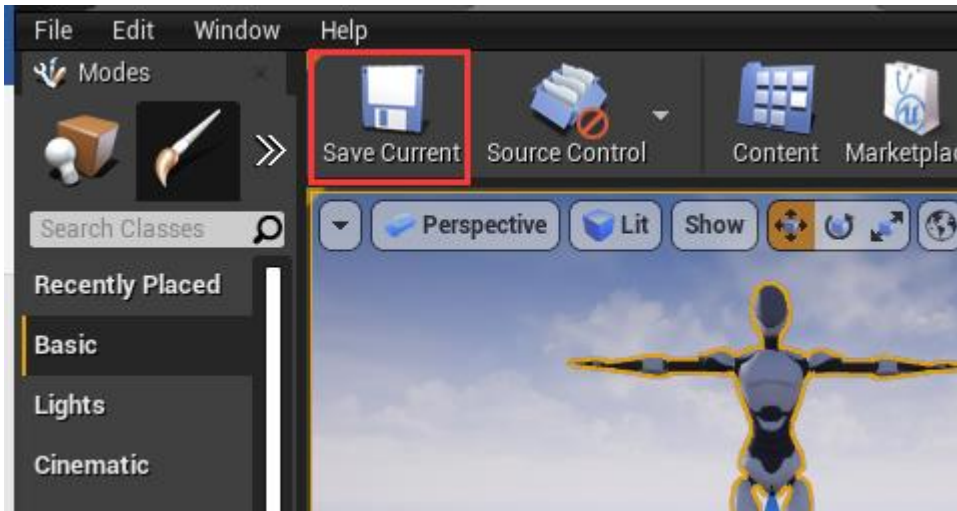 File Edit Window Help
Modes
Save Current Source Control Content Marketplac
Search Classes
Perspective Lit Show
Recently Placed
Basic
Lights
Cinematic